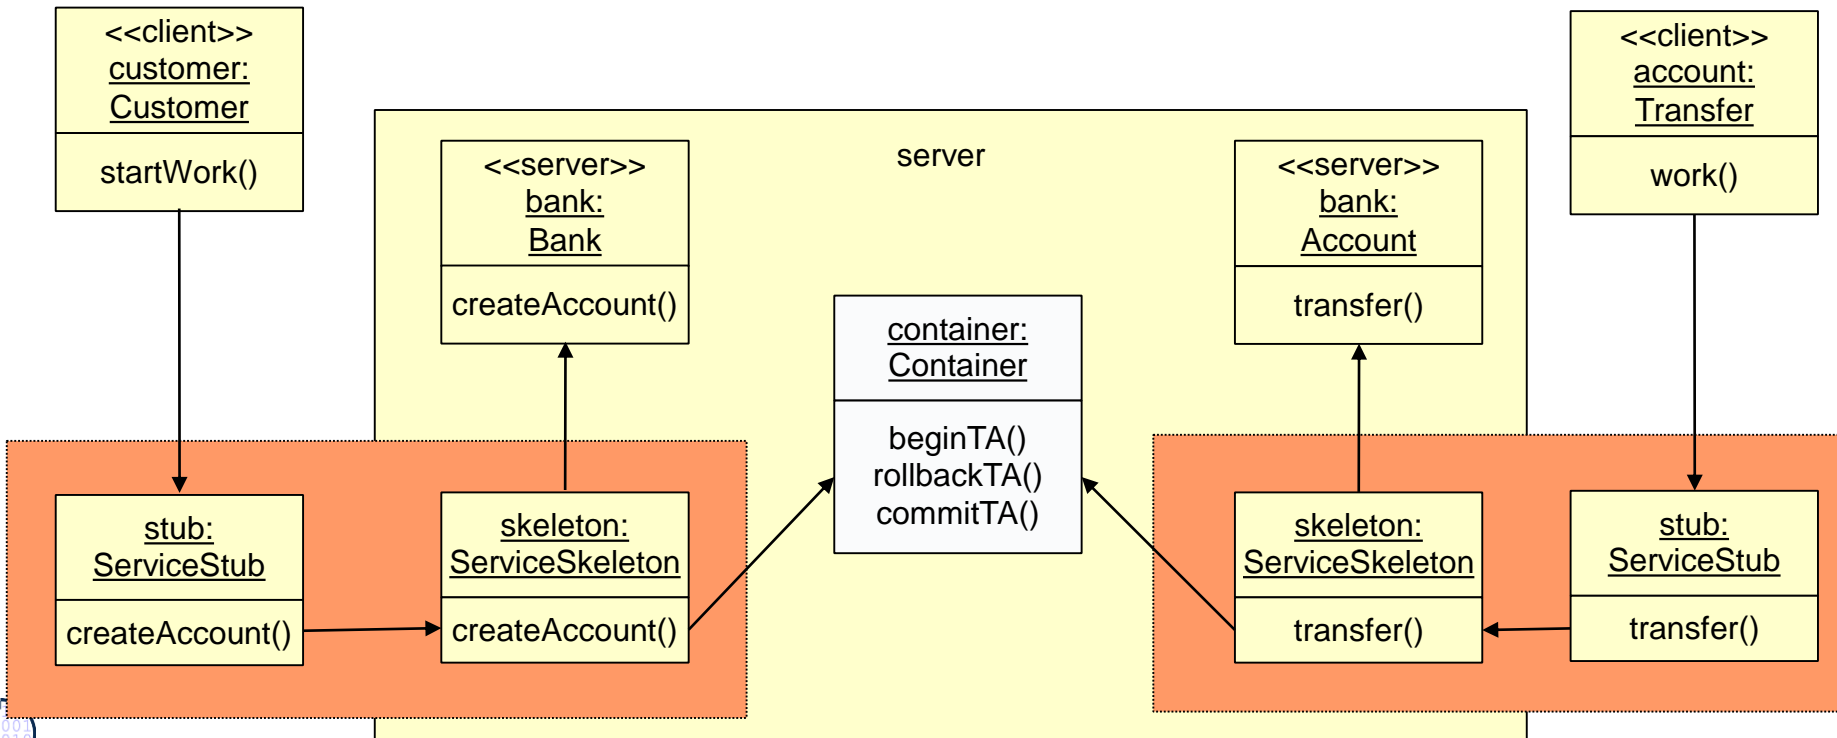 <<client>>
customer:
Customer
startWork()
<<server>>
bank:
Bank
createAccount()
server
<<server>>
bank:
Account
transfer()
<<client>>
account:
Transfer
work()
container:
Container
beginTA()
rollbackTA()
commitTA()
stub:
ServiceStub
createAccount()
skeleton:
ServiceSkeleton
createAccount()
skeleton:
ServiceSkeleton
transfer()
stub:
ServiceStub
transfer()